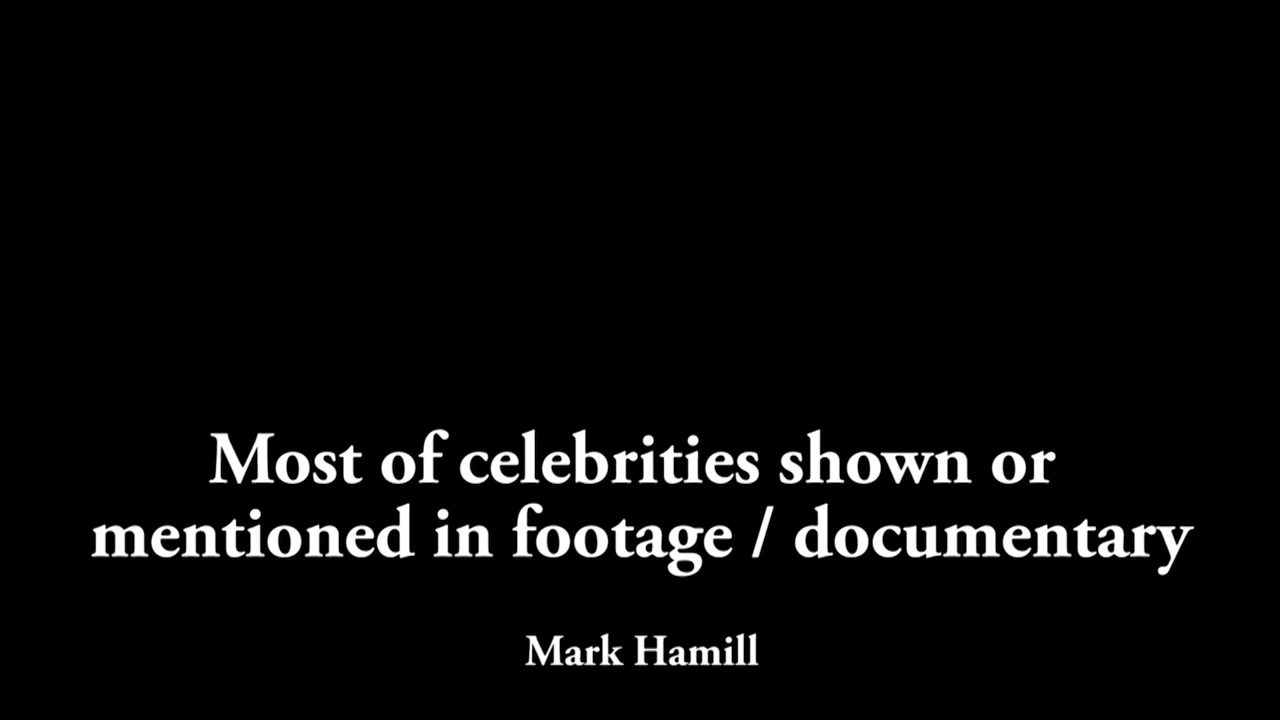 Most of celebrities shown or
mentioned in footage / documentary
Mark Hamill